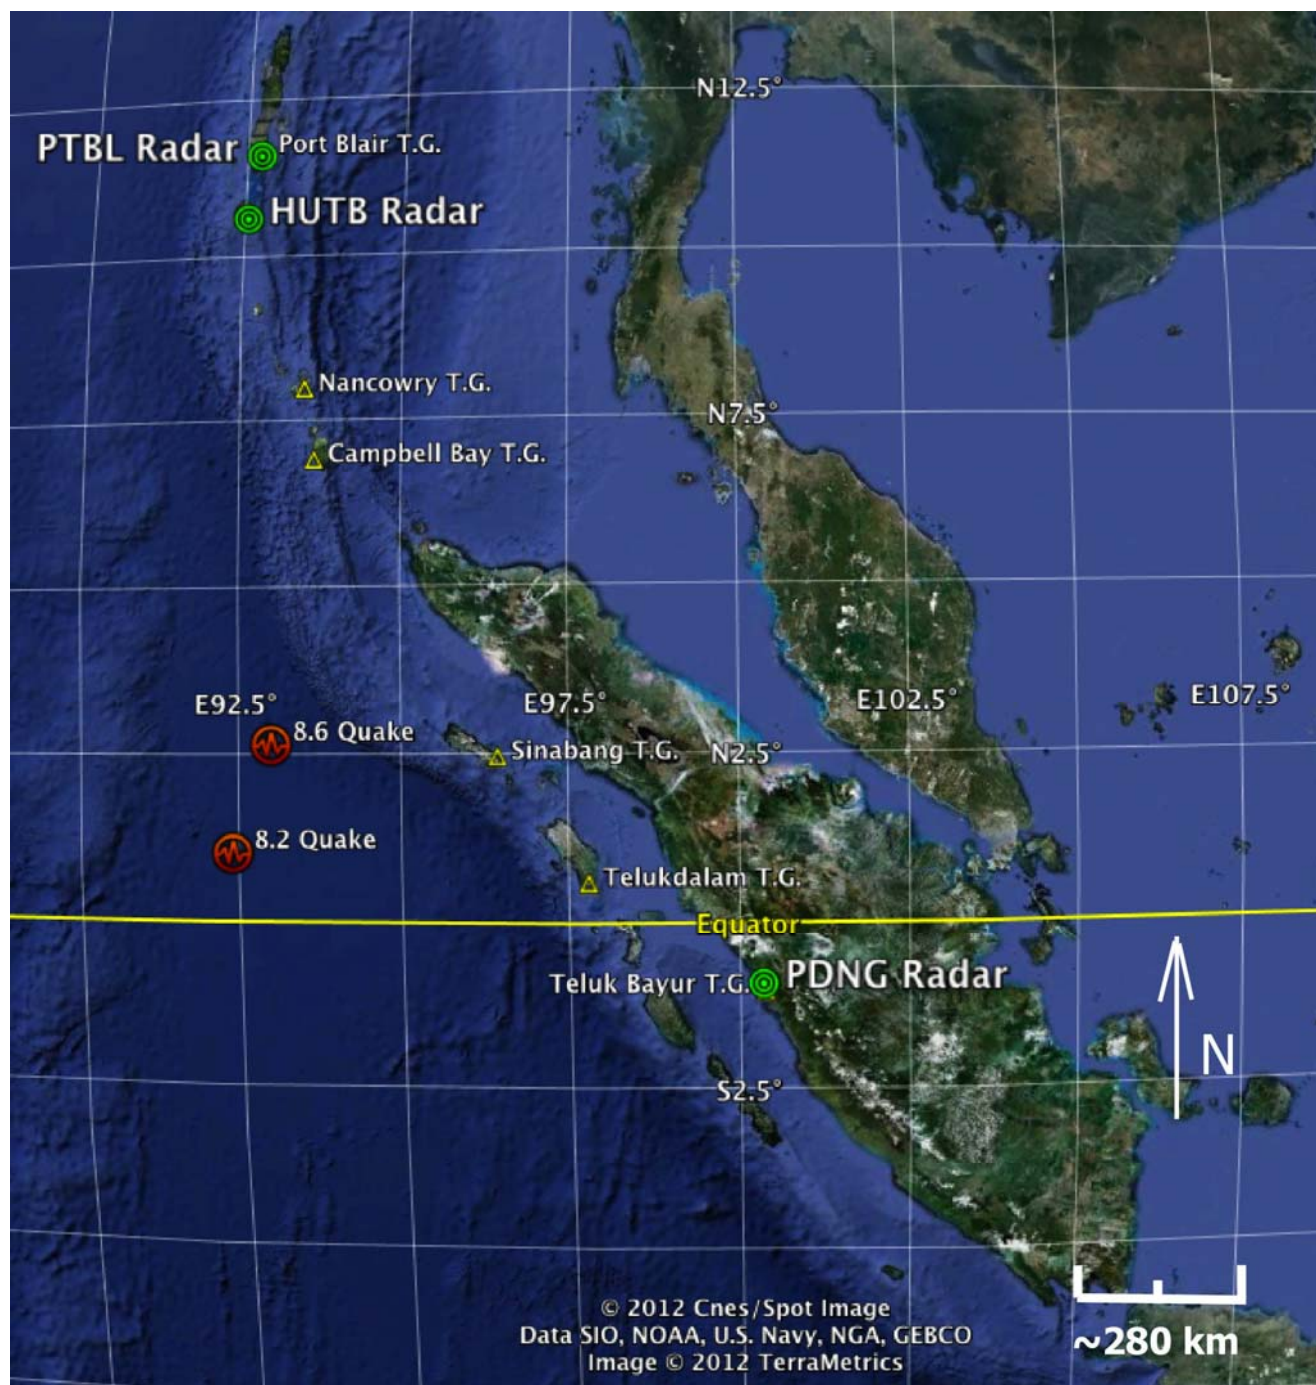 N12.5°
PTBL Radar
Port Blair T.G.
HUTB Radar
Nancowry T.G.
N7.5°
Campbell Bay T.G.
E92.5°
E97.5°
E102.5°
E107.5°
8.6 Quake
Sinabang T.G.
N2.5°
8.2 Quake
Telukdalam T.G.
Equator
Teluk Bayur T.G.
PDNG Radar
N
S2.5°
© 2012 Cnes/Spot Image
Data SIO, NOAA, U.S. Navy, NGA, GEBCO
Image © 2012 TerraMetrics
~280 km